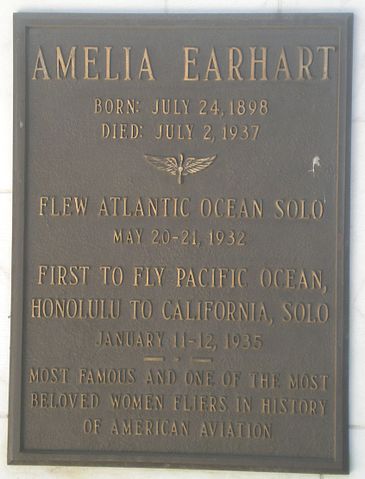 AMELIA EARHART
BORN: JULY 24, 1898
DIED: JULY 2, 1937
FLEW ATLANTIC OCEAN SOLO
MAY 20-21, 1932
FIRST TO FLY PACIFIC OCEAN,
HONOLULU TO CALIFORNIA, SOLO
JANUARY 11-12, 1935
MOST FAMOUS AND ONE OF THE MOST
BELOVED WOMEN FLIERS IN HISTORY
OF AMERICAN AVIATION